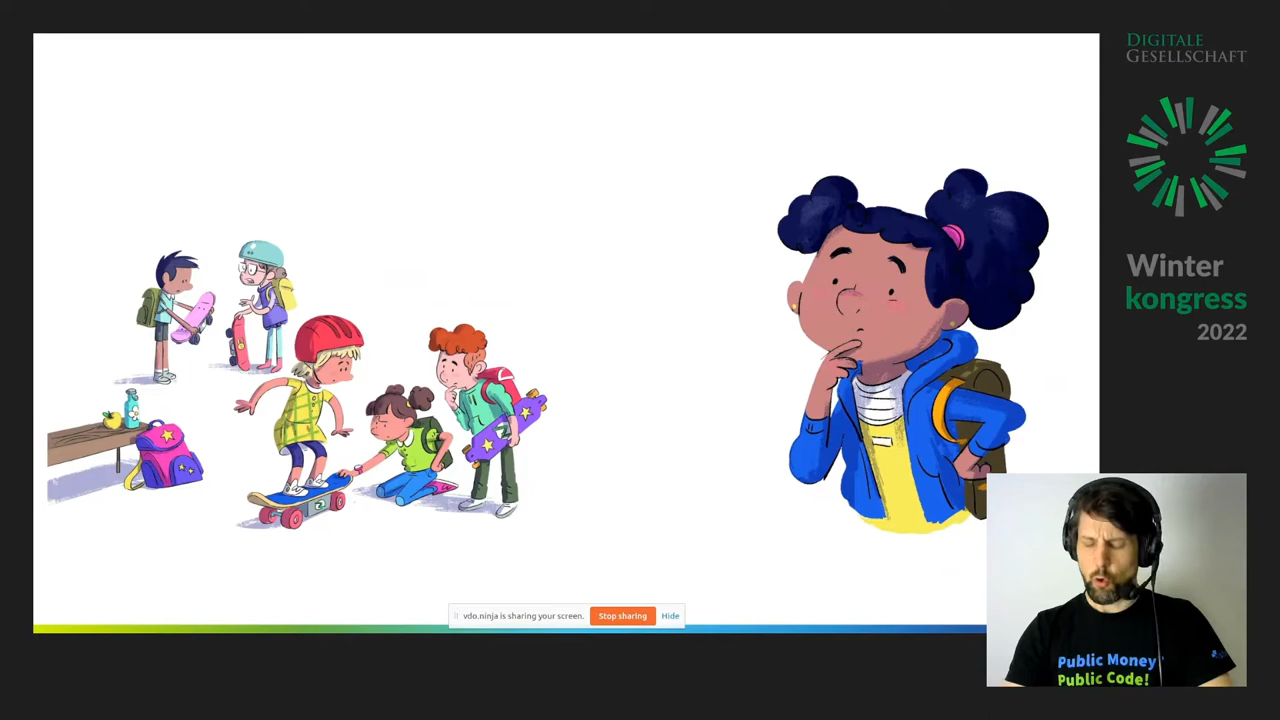 DIGITALE
GESELLSCHAFT
Winter
kongress
2022
vdo.ninja is sharing your screen.
Stop sharing
Hide
Public Money
Public Code!